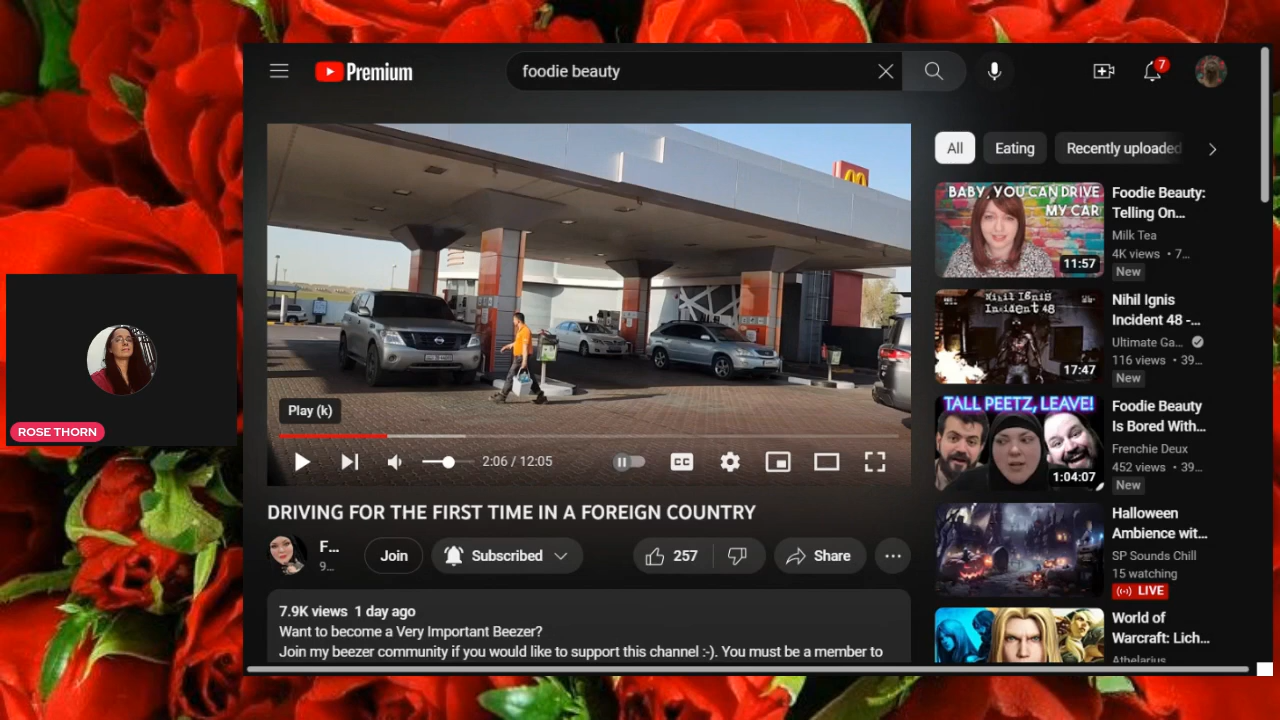 Premium
foodie beauty
7
All
Eating
Recently uploaded
BABY, YOU CAN DRIVE
MY CAR
11:57
Foodie Beauty:
Telling On...
Milk Tea
4K views • 7...
New
Nihil Ignis
Incident 48
17:47
Nihil Ignis
Incident 48 -...
Ultimate Ga...
116 views • 39...
New
TALL PEETZ, LEAVE!
1:04:07
Foodie Beauty
Is Bored With...
Frenchie Deux
452 views • 39...
New
Halloween
Ambience wit...
SP Sounds Chill
15 watching
LIVE
World of
Warcraft: Lich...
Athelarius
Play (k)
2:06 / 12:05
CC
DRIVING FOR THE FIRST TIME IN A FOREIGN COUNTRY
F...
9...
Join
Subscribed
257
Share
7.9K views 1 day ago
Want to become a Very Important Beezer?
Join my beezer community if you would like to support this channel :-). You must be a member to
ROSE THORN